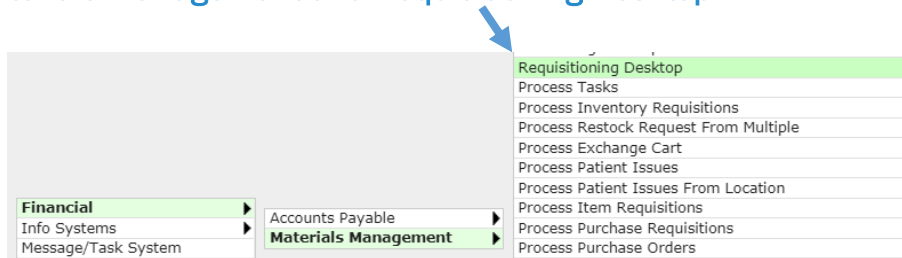 Requisitioning Desktop
Process Tasks
Process Inventory Requisitions
Process Restock Request From Multiple
Process Exchange Cart
Process Patient Issues
Process Patient Issues From Location
Process Item Requisitions
Process Purchase Requisitions
Process Purchase Orders
Accounts Payable
Materials Management
Financial
Info Systems
Message/Task System